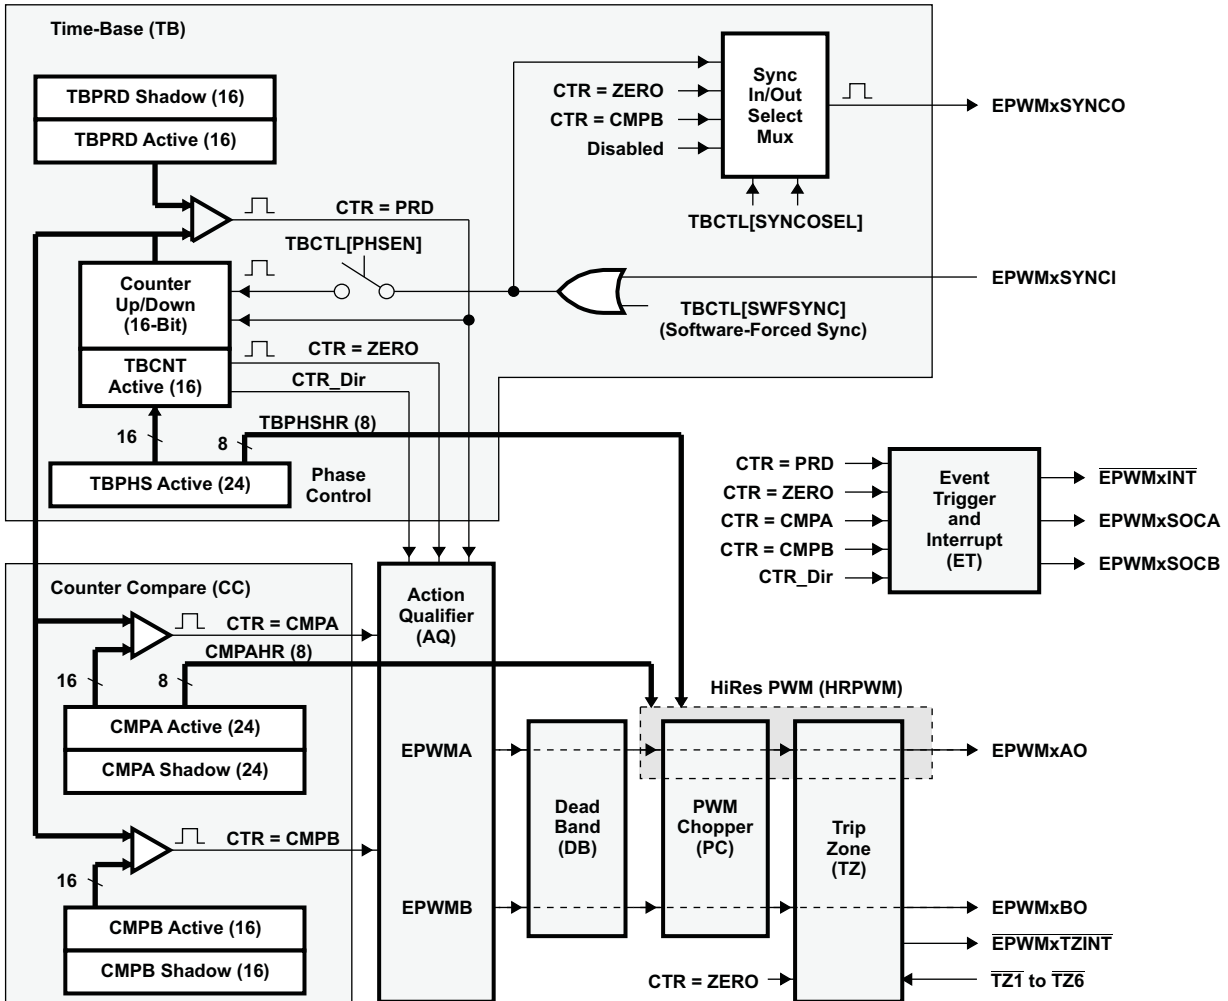 Time-Base (TB)
TBPRD Shadow (16)
TBPRD Active (16)
CTR = PRD
TBCTL[PHSEN]
Counter
Up/Down
(16-Bit)
TBCNT
Active (16)
CTR = ZERO
CTR_Dir
16
8
TBPHSHR (8)
TBPHS Active (24)
Phase
Control
CTR = ZERO
CTR = CMPB
Disabled
Sync
In/Out
Select
Mux
TBCTL[SYNCOSEL]
EPWMxSYNCO
EPWMxSYNCI
TBCTL[SWFSYNC]
(Software-Forced Sync)
CTR = PRD
CTR = ZERO
CTR = CMPA
CTR = CMPB
CTR_Dir
Event
Trigger
and
Interrupt
(ET)
EPWMxINT
EPWMxSOCA
EPWMxSOCB
Counter Compare (CC)
CTR = CMPA
16
8
CMPAHR (8)
CMPA Active (24)
CMPA Shadow (24)
CTR = CMPB
16
CMPB Active (16)
CMPB Shadow (16)
Action
Qualifier
(AQ)
EPWMA
EPWMB
Dead
Band
(DB)
HiRes PWM (HRPWM)
PWM
Chopper
(PC)
Trip
Zone
(TZ)
CTR = ZERO
EPWMxAO
EPWMxBO
EPWMxTZINT
TZ1 to TZ6